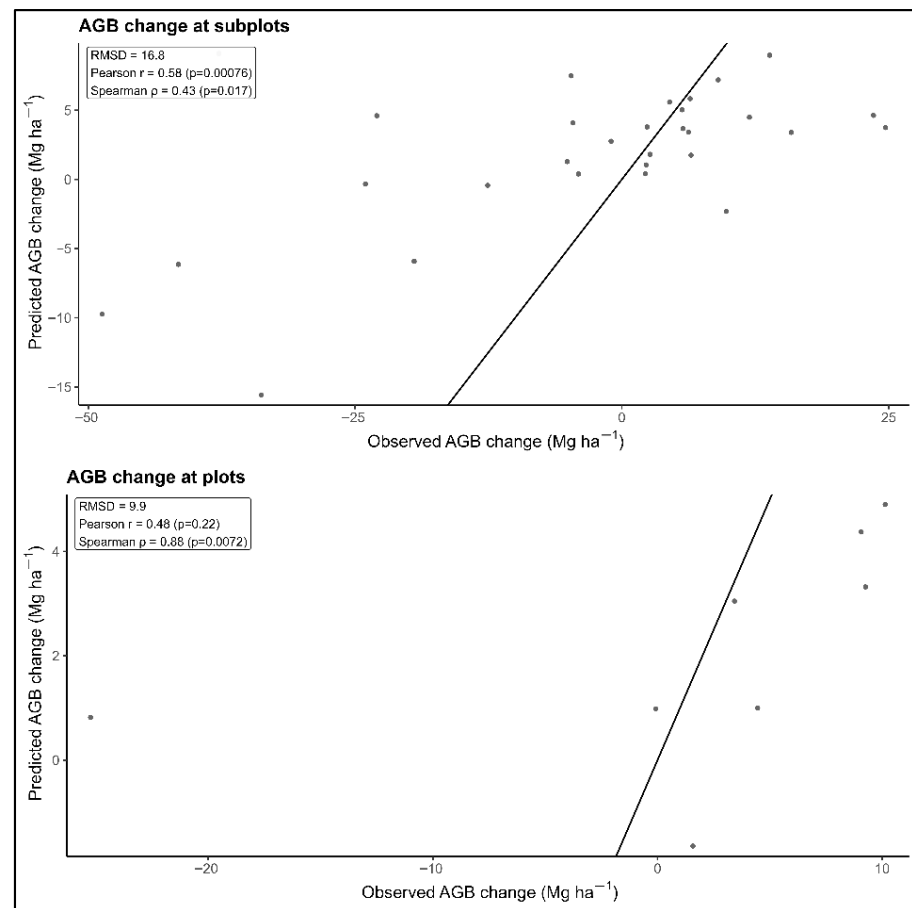 AGB change at subplots
RMSD = 16.8
Pearson r = 0.58 (p=0.00076)
Spearman ρ = 0.43 (p=0.017)
Predicted AGB change (Mg ha⁻¹)
5
0
−5
−10
−15
−50
−25
0
25
Observed AGB change (Mg ha⁻¹)
AGB change at plots
RMSD = 9.9
Pearson r = 0.48 (p=0.22)
Spearman ρ = 0.88 (p=0.0072)
Predicted AGB change (Mg ha⁻¹)
4
2
0
−20
−10
0
10
Observed AGB change (Mg ha⁻¹)